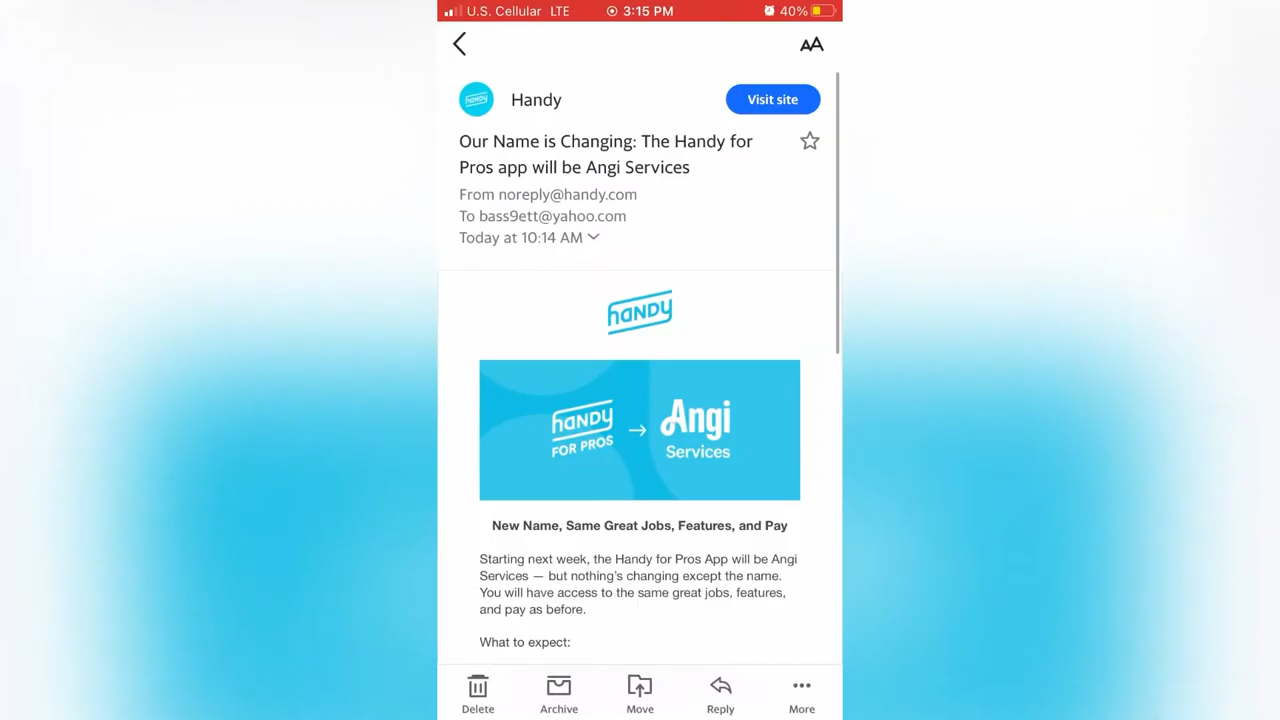 U.S. Cellular LTE 3:15 PM 40%
AA
handy Handy Visit site
Our Name is Changing: The Handy for
Pros app will be Angi Services
From noreply@handy.com
To bass9ett@yahoo.com
Today at 10:14 AM
handy
handy FOR PROS → Angi Services
New Name, Same Great Jobs, Features, and Pay
Starting next week, the Handy for Pros App will be Angi
Services — but nothing's changing except the name.
You will have access to the same great jobs, features,
and pay as before.
What to expect:
Delete Archive Move Reply More